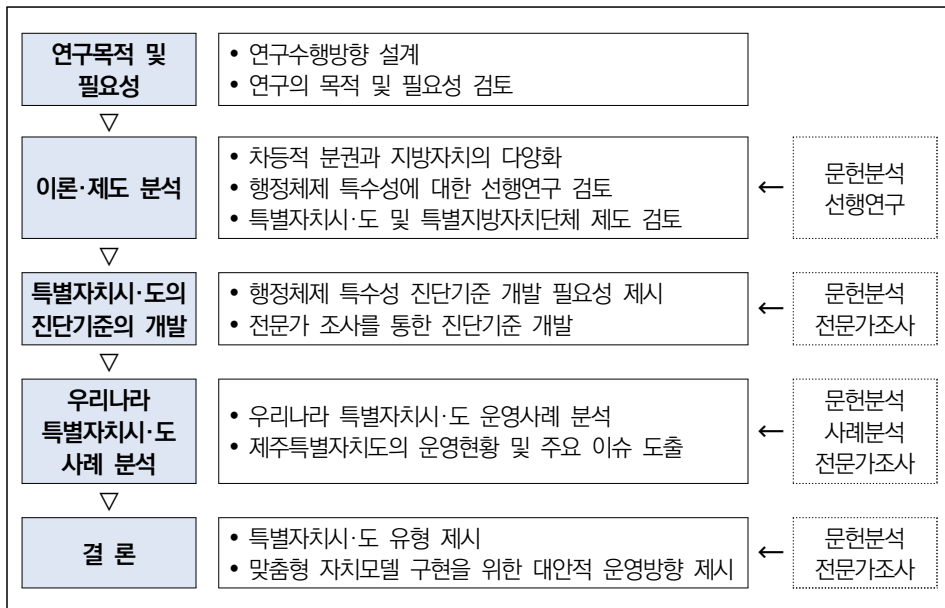 연구목적 및
필요성
• 연구수행방향 설계
• 연구의 목적 및 필요성 검토
▽
이론·제도 분석
• 차등적 분권과 지방자치의 다양화
• 행정체제 특수성에 대한 선행연구 검토
• 특별자치시·도 및 특별지방자치단체 제도 검토
←
문헌분석
선행연구
▽
특별자치시·도의
진단기준의 개발
• 행정체제 특수성 진단기준 개발 필요성 제시
• 전문가 조사를 통한 진단기준 개발
←
문헌분석
전문가조사
▽
우리나라
특별자치시·도
사례 분석
• 우리나라 특별자치시·도 운영사례 분석
• 제주특별자치도의 운영현황 및 주요 이슈 도출
←
문헌분석
사례분석
전문가조사
▽
결 론
• 특별자치시·도 유형 제시
• 맞춤형 자치모델 구현을 위한 대안적 운영방향 제시
←
문헌분석
전문가조사